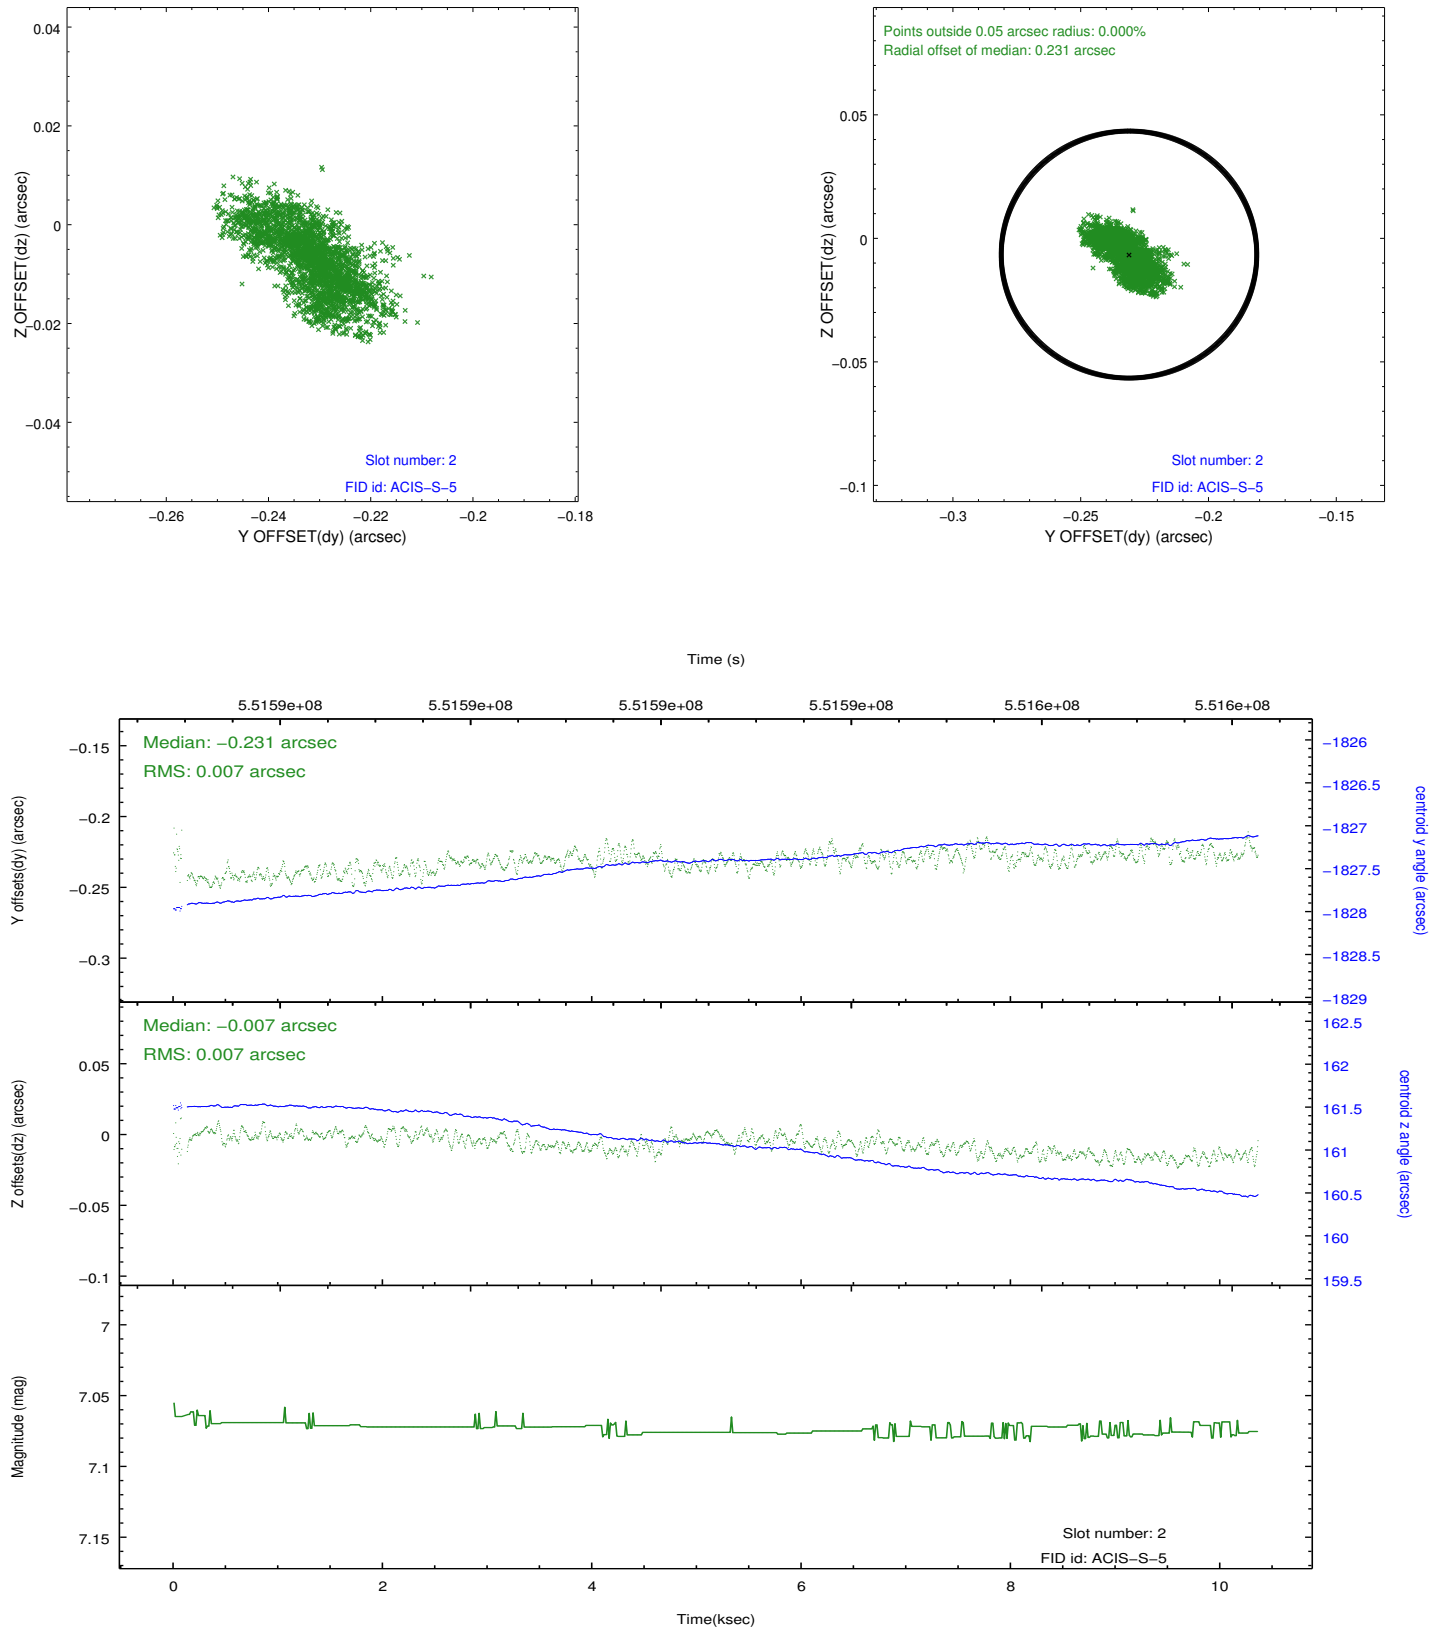 0.04
0.02
0
−0.02
−0.04
Z OFFSET(dz) (arcsec)
Slot number: 2
FID id: ACIS−S−5
−0.26
−0.24
−0.22
−0.2
−0.18
Y OFFSET(dy) (arcsec)
Points outside 0.05 arcsec radius: 0.000%
Radial offset of median: 0.231 arcsec
0.05
0
−0.05
−0.1
Z OFFSET(dz) (arcsec)
Slot number: 2
FID id: ACIS−S−5
−0.3
−0.25
−0.2
−0.15
Y OFFSET(dy) (arcsec)
Time (s)
5.5159e+08
5.5159e+08
5.5159e+08
5.5159e+08
5.516e+08
5.516e+08
Median: −0.231 arcsec
RMS: 0.007 arcsec
−0.15
−0.2
−0.25
−0.3
Y offsets(dy) (arcsec)
−1826
−1826.5
−1827
−1827.5
−1828
−1828.5
−1829
centroid y angle (arcsec)
Median: −0.007 arcsec
RMS: 0.007 arcsec
0.05
0
−0.05
−0.1
Z offsets(dz) (arcsec)
162.5
162
161.5
161
160.5
160
159.5
centroid z angle (arcsec)
7
7.05
7.1
7.15
Magnitude (mag)
Slot number: 2
FID id: ACIS−S−5
0
2
4
6
8
10
Time(ksec)